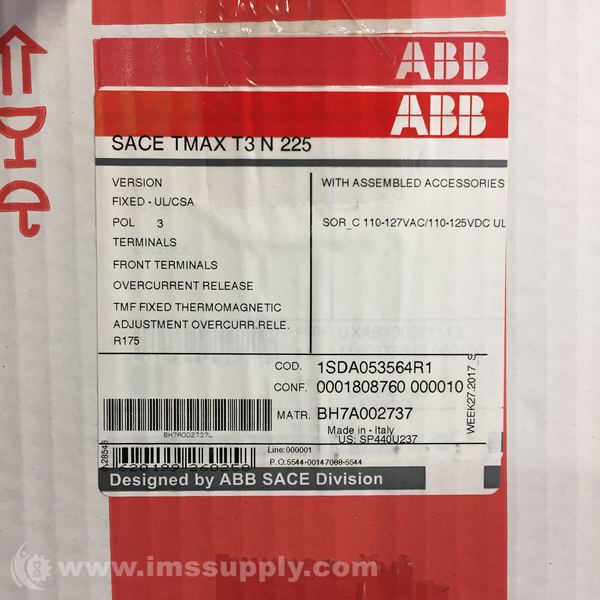 ABB
ABB
SACE TMAX T3 N 225
VERSION
FIXED - UL/CSA
POL 3
TERMINALS
FRONT TERMINALS
OVERCURRENT RELEASE
TMF FIXED THERMOMAGNETIC
ADJUSTMENT OVERCURR.RELE.
R175
WITH ASSEMBLED ACCESSORIES
SOR_C 110-127VAC/110-125VDC UL
COD. 1SDA053564R1
CONF. 0001808760 000010
MATR. BH7A002737
Made in - Italy
US: SP440U237
WEEK27.2017_S
BH7A002737L
Line:000001
P.O.5544-00147088-5544
Designed by ABB SACE Division
www.imssupply.com